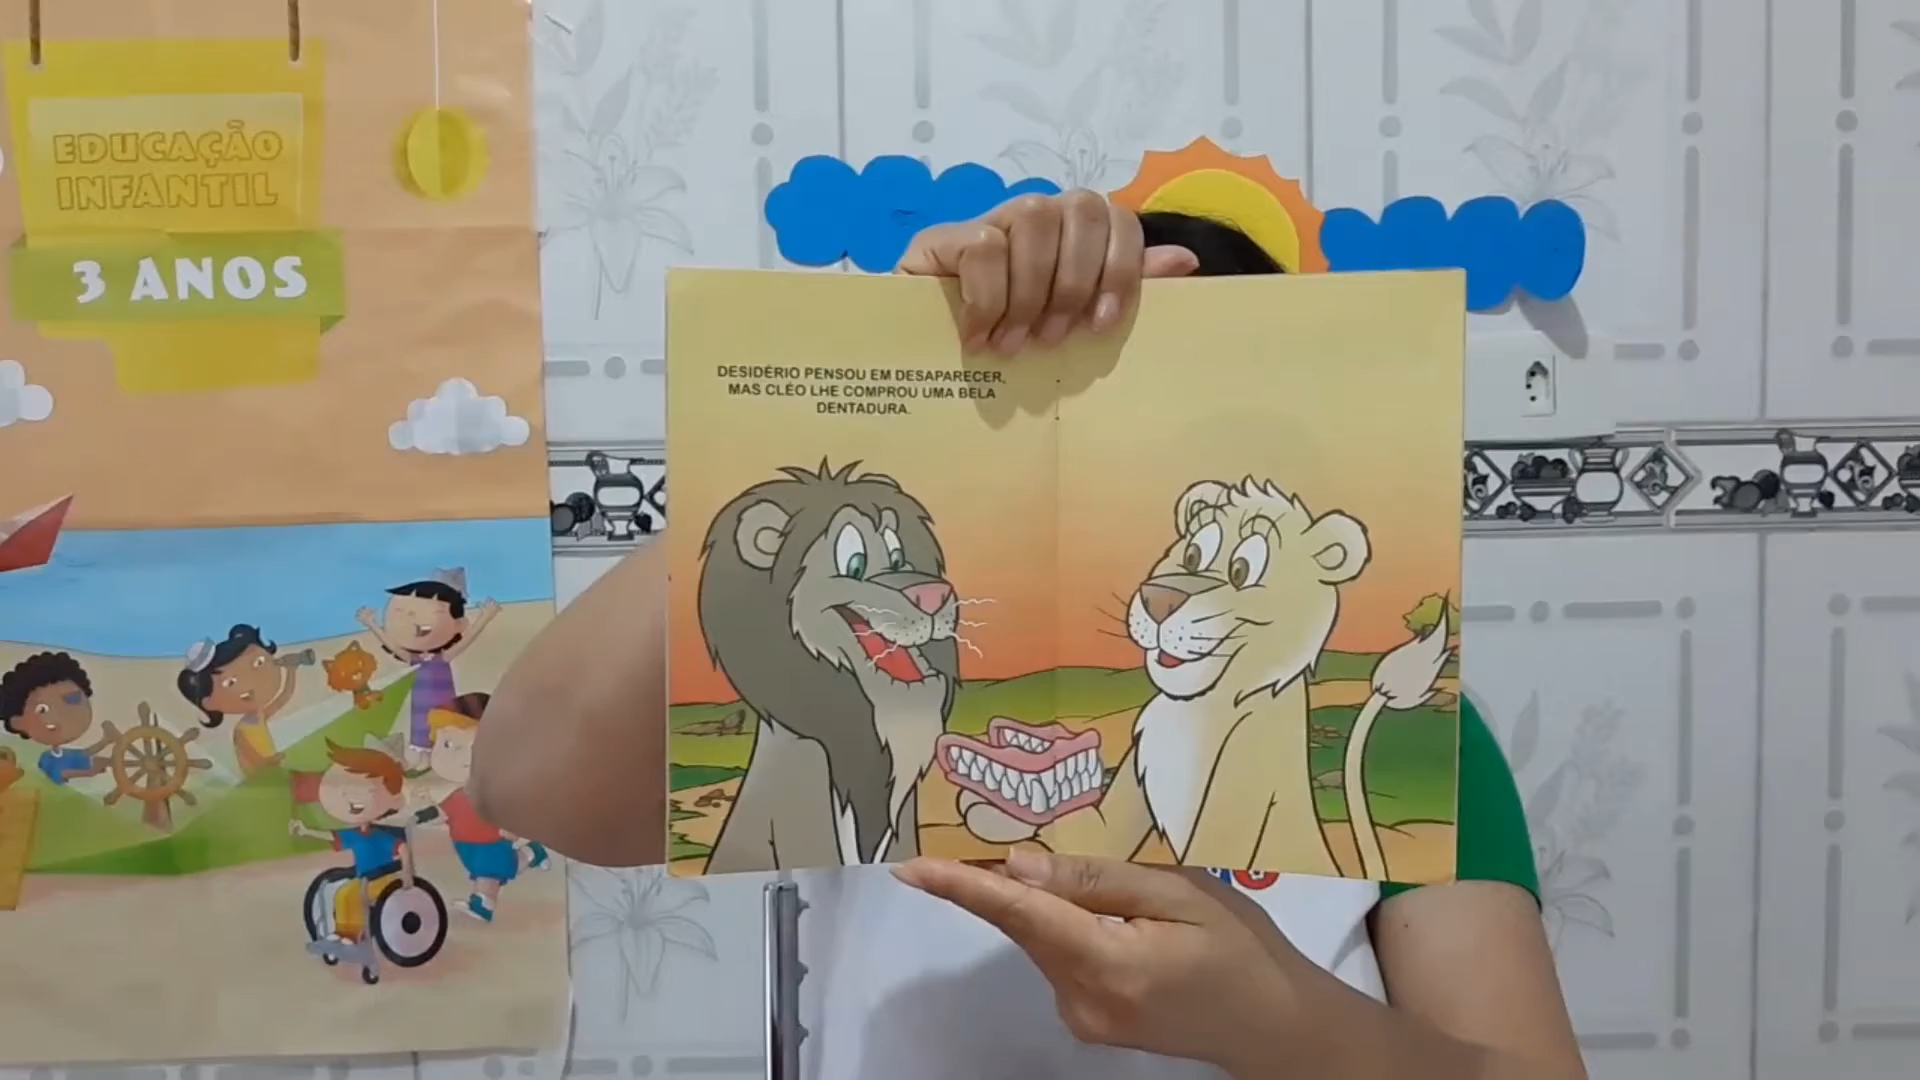 EDUCAÇÃO
INFANTIL
3 ANOS
DESIDÉRIO PENSOU EM DESAPARECER,
MAS CLÉO LHE COMPROU UMA BELA
DENTADURA.